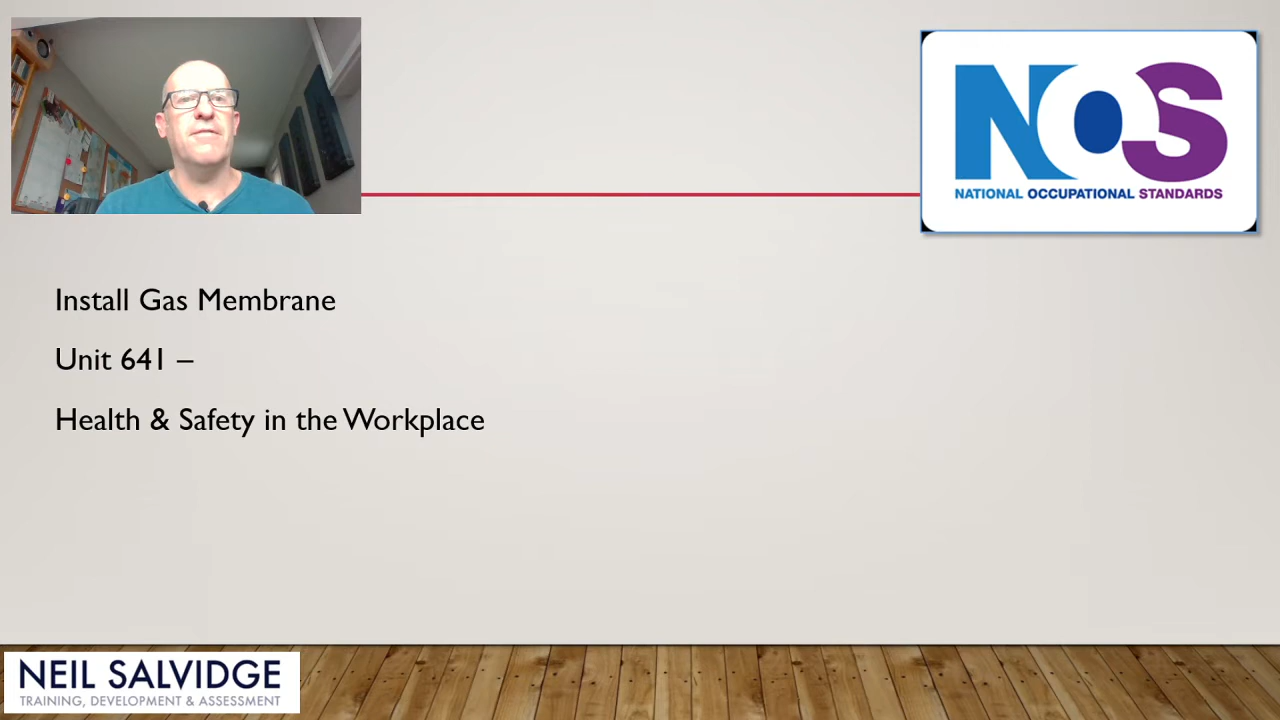 NOS
NATIONAL OCCUPATIONAL STANDARDS
Install Gas Membrane
Unit 641 –
Health & Safety in the Workplace
NEIL SALVIDGE
TRAINING, DEVELOPMENT & ASSESSMENT